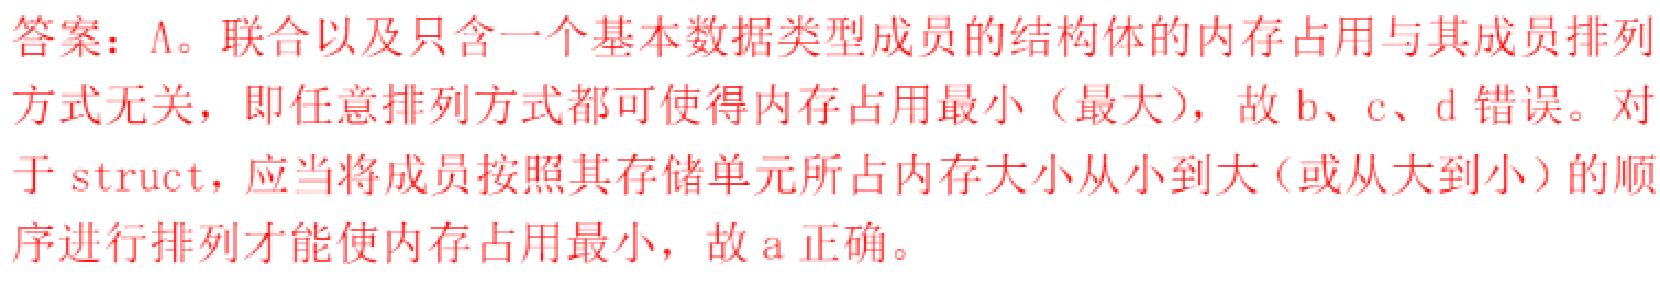 答案：A。联合以及只含一个基本数据类型成员的结构体的内存占用与其成员排列
方式无关，即任意排列方式都可使得内存占用最小（最大），故 b、c、d 错误。对
于 struct，应当将成员按照其存储单元所占内存大小从小到大（或从大到小）的顺
序进行排列才能使内存占用最小，故 a 正确。